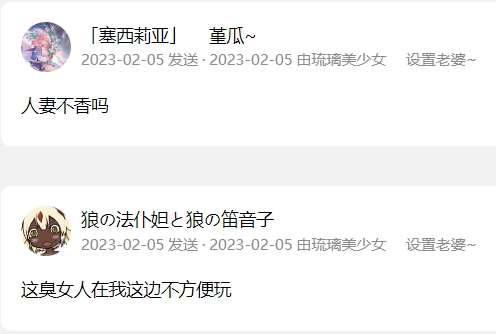 「塞西莉亚」 堇瓜~
2023-02-05 发送 · 2023-02-05 由琉璃美少女 设置老婆~
人妻不香吗
狼の法仆妲と狼の笛音子
2023-02-05 发送 · 2023-02-05 由琉璃美少女 设置老婆~
这臭女人在我这边不方便玩